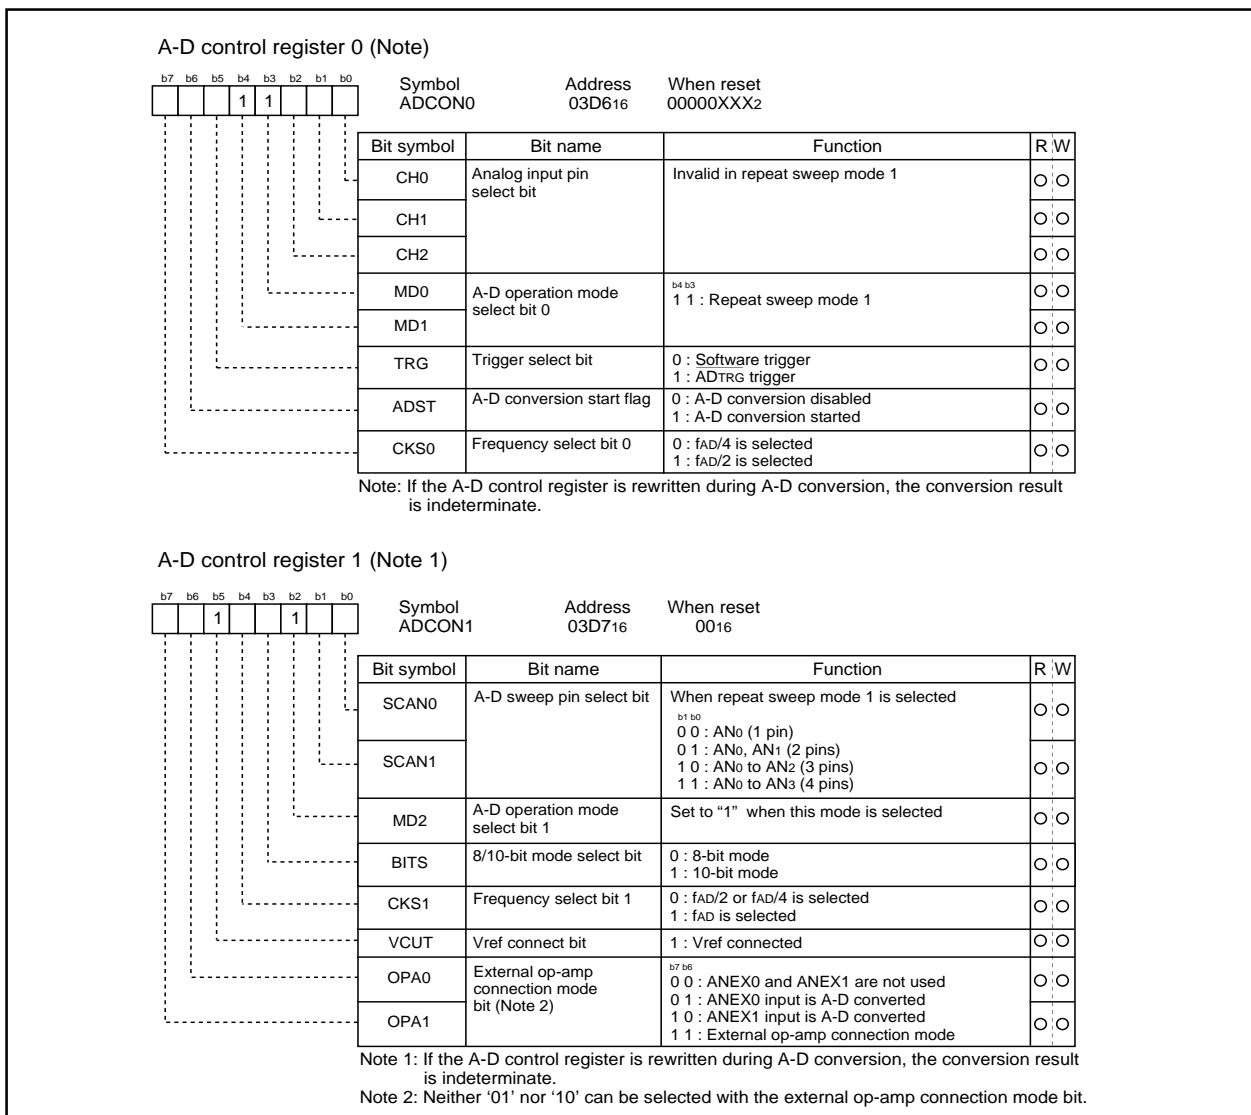 A-D control register 0 (Note)
b7 b6 b5 b4 b3 b2 b1 b0
1 1
Symbol Address When reset
ADCON0 03D616 00000XXX2
Bit symbol Bit name Function R W
CH0 Analog input pin select bit Invalid in repeat sweep mode 1
CH1
CH2
MD0 A-D operation mode select bit 0 b4 b3
1 1 : Repeat sweep mode 1
MD1
TRG Trigger select bit 0 : Software trigger
1 : ADTRG trigger
ADST A-D conversion start flag 0 : A-D conversion disabled
1 : A-D conversion started
CKS0 Frequency select bit 0 0 : fAD/4 is selected
1 : fAD/2 is selected
Note: If the A-D control register is rewritten during A-D conversion, the conversion result
is indeterminate.
A-D control register 1 (Note 1)
b7 b6 b5 b4 b3 b2 b1 b0
1 1
Symbol Address When reset
ADCON1 03D716 0016
Bit symbol Bit name Function R W
SCAN0 A-D sweep pin select bit When repeat sweep mode 1 is selected
b1 b0
0 0 : AN0 (1 pin)
0 1 : AN0, AN1 (2 pins)
SCAN1 1 0 : AN0 to AN2 (3 pins)
1 1 : AN0 to AN3 (4 pins)
MD2 A-D operation mode select bit 1 Set to “1” when this mode is selected
BITS 8/10-bit mode select bit 0 : 8-bit mode
1 : 10-bit mode
CKS1 Frequency select bit 1 0 : fAD/2 or fAD/4 is selected
1 : fAD is selected
VCUT Vref connect bit 1 : Vref connected
OPA0 External op-amp connection mode bit (Note 2) b7 b6
0 0 : ANEX0 and ANEX1 are not used
0 1 : ANEX0 input is A-D converted
OPA1 1 0 : ANEX1 input is A-D converted
1 1 : External op-amp connection mode
Note 1: If the A-D control register is rewritten during A-D conversion, the conversion result
is indeterminate.
Note 2: Neither ‘01’ nor ‘10’ can be selected with the external op-amp connection mode bit.